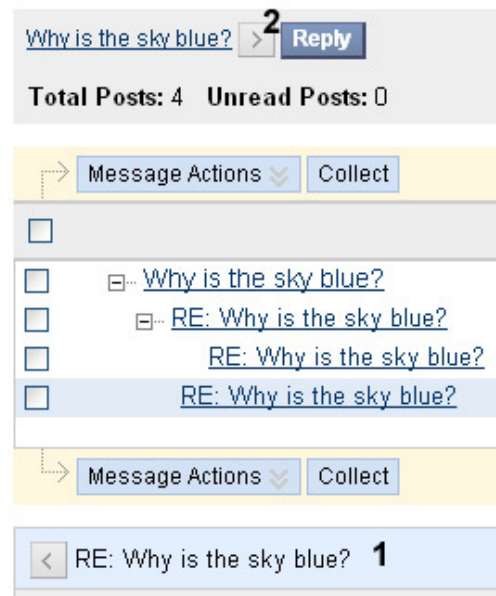 Why is the sky blue? > 2 Reply
Total Posts: 4 Unread Posts: 0
Message Actions Collect
Why is the sky blue?
RE: Why is the sky blue?
RE: Why is the sky blue?
RE: Why is the sky blue?
Message Actions Collect
< RE: Why is the sky blue? 1